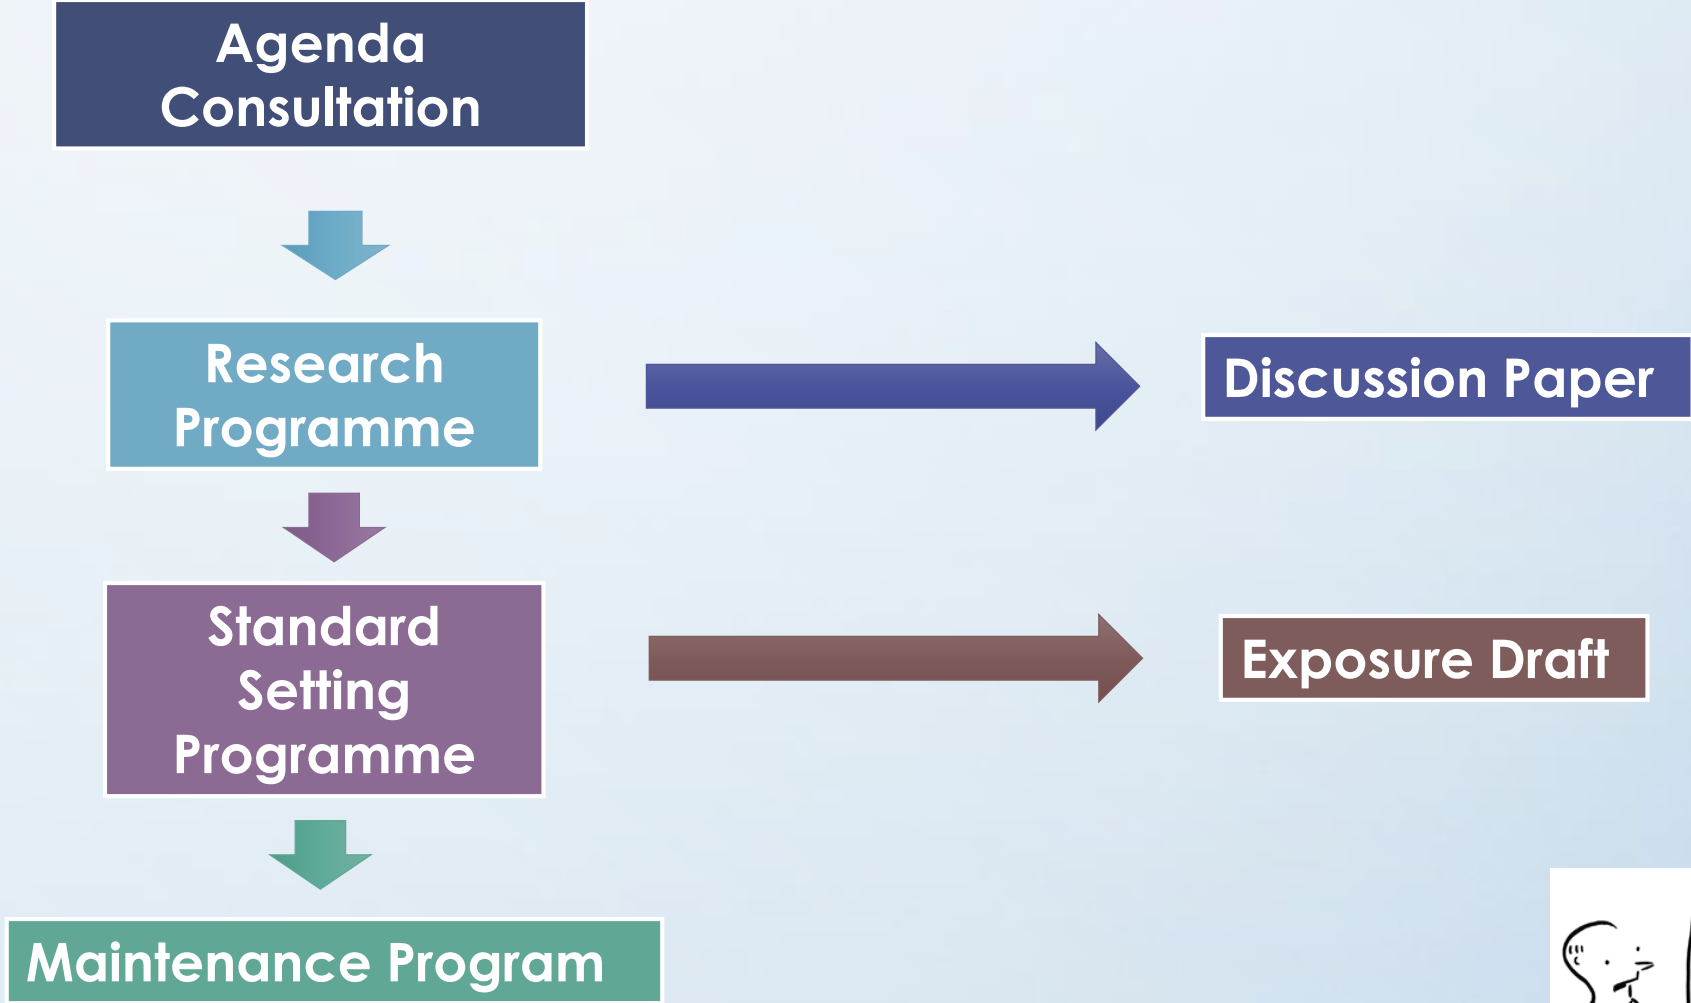 Agenda
Consultation
Research
Programme
Discussion Paper
Standard
Setting
Programme
Exposure Draft
Maintenance Program